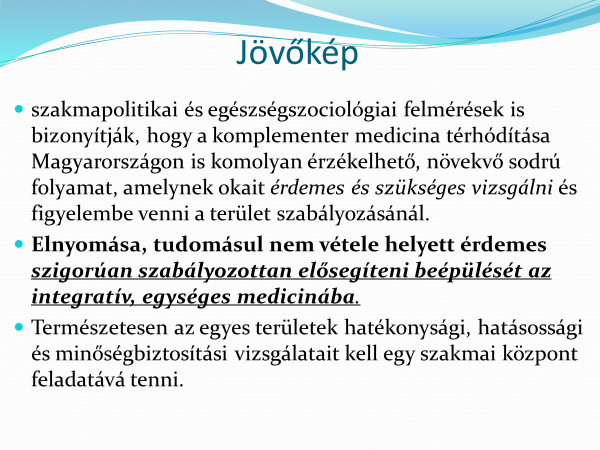 Jövőkép
szakmapolitikai és egészségszociológiai felmérések is
bizonyítják, hogy a komplementer medicina térhódítása
Magyarországon is komolyan érzékelhető, növekvő sodrú
folyamat, amelynek okait érdemes és szükséges vizsgálni és
figyelembe venni a terület szabályozásánál.
Elnyomása, tudomásul nem vétele helyett érdemes
szigorúan szabályozottan elősegíteni beépülését az
integratív, egységes medicinába.
Természetesen az egyes területek hatékonysági, hatásossági
és minőségbiztosítási vizsgálatait kell egy szakmai központ
feladatává tenni.